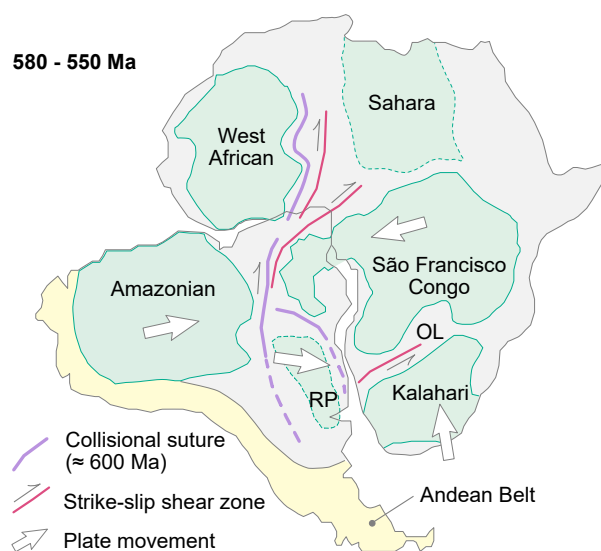 580 - 550 Ma
Sahara
West
African
São Francisco
Congo
Amazonian
OL
RP
Kalahari
Collisional suture
(≈ 600 Ma)
Strike-slip shear zone
Plate movement
Andean Belt